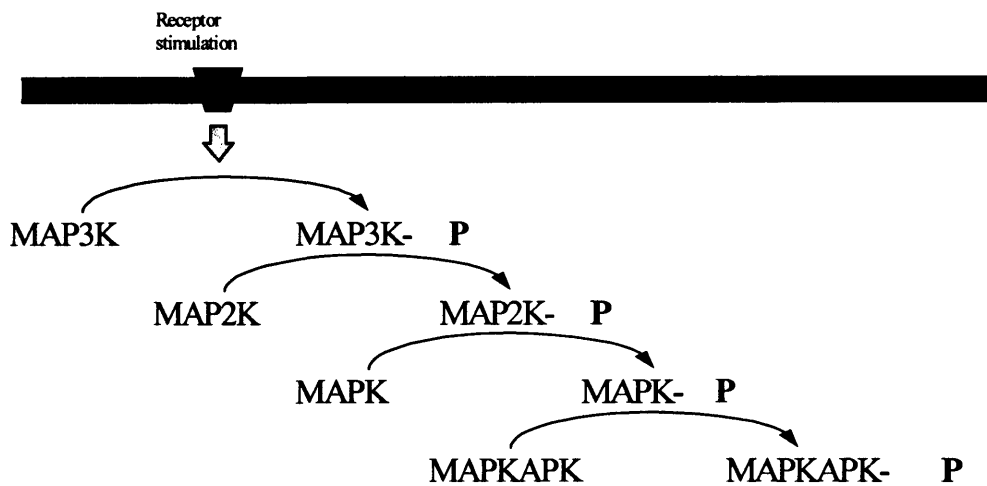 Receptor
stimulation
MAP3K MAP3K- P
MAP2K MAP2K- P
MAPK MAPK- P
MAPKAPK MAPKAPK- P